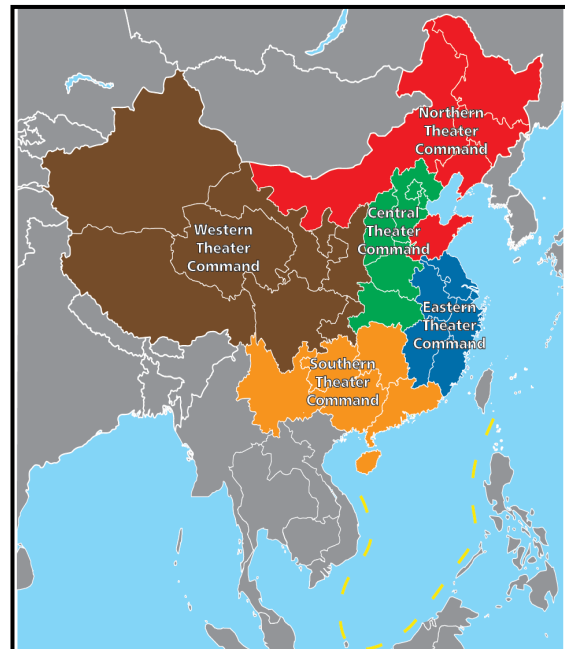 Northern
Theater
Command
Central
Theater
Command
Western
Theater
Command
Eastern
Theater
Command
Southern
Theater
Command